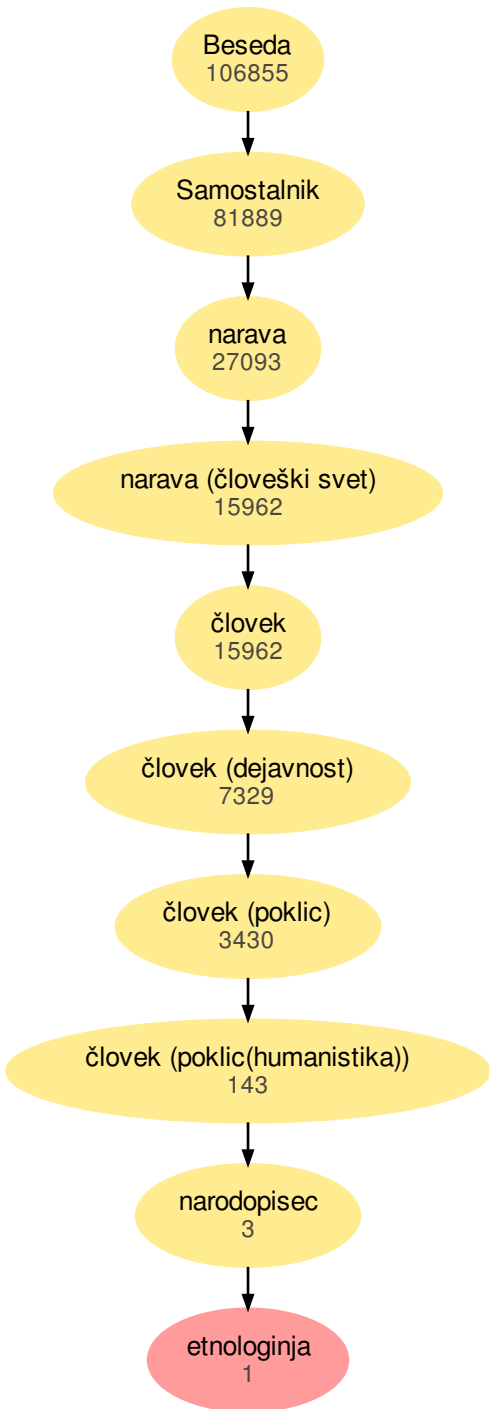 Beseda
106855
Samostalnik
81889
narava
27093
narava (človeški svet)
15962
človek
15962
človek (dejavnost)
7329
človek (poklic)
3430
človek (poklic(humanistika))
143
narodopisec
3
etnologinja
1